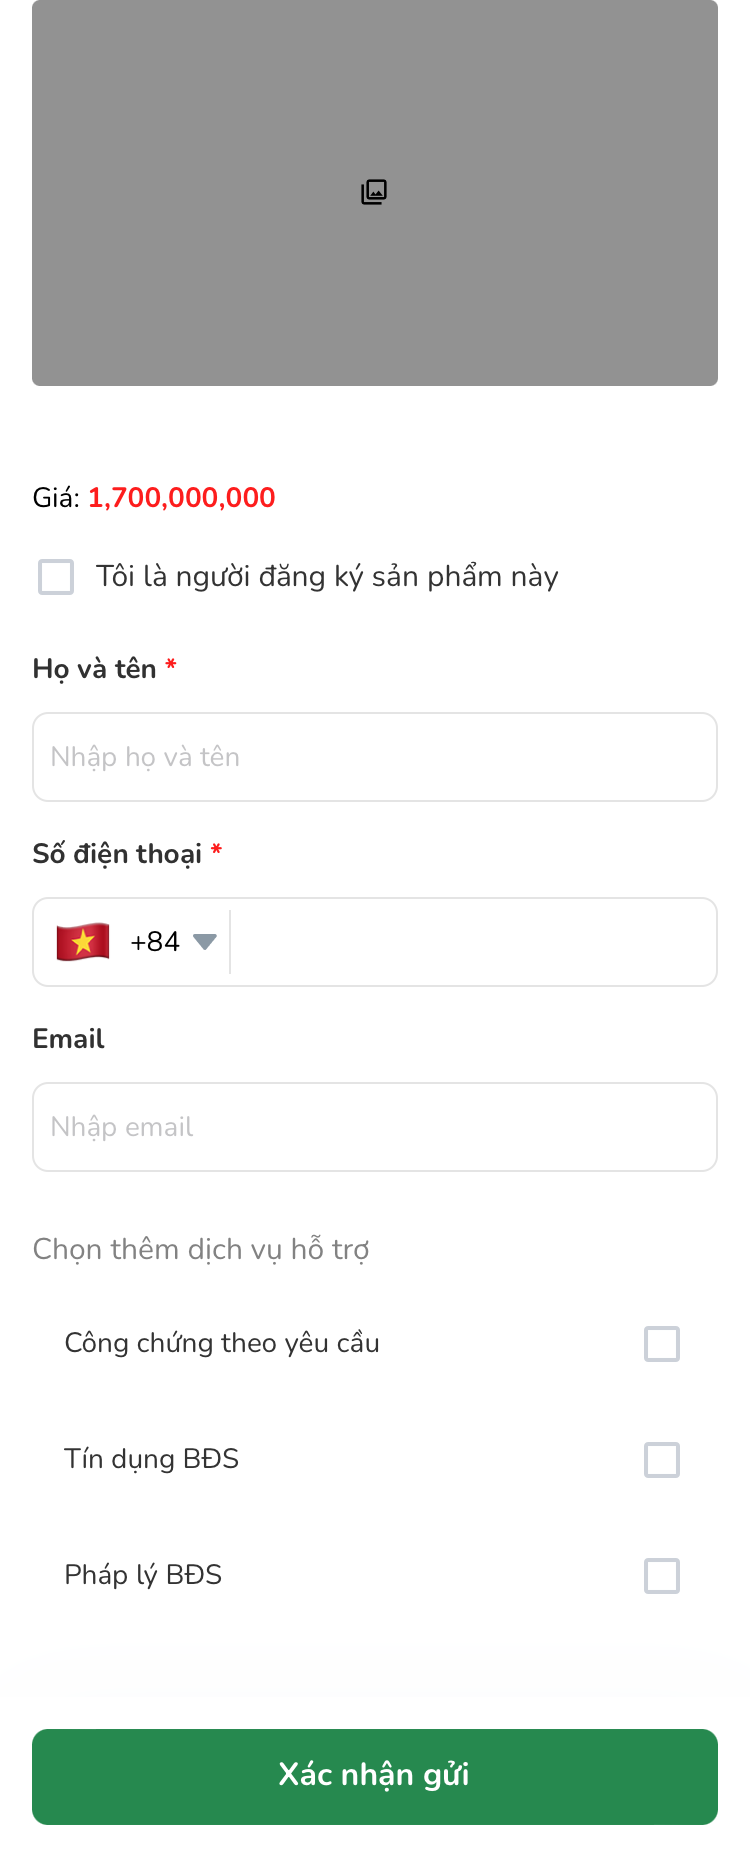 Giá: 1,700,000,000
Tôi là người đăng ký sản phẩm này
Họ và tên *
Nhập họ và tên
Số điện thoại *
+84
Email
Nhập email
Chọn thêm dịch vụ hỗ trợ
Công chứng theo yêu cầu
Tín dụng BĐS
Pháp lý BĐS
Xác nhận gửi